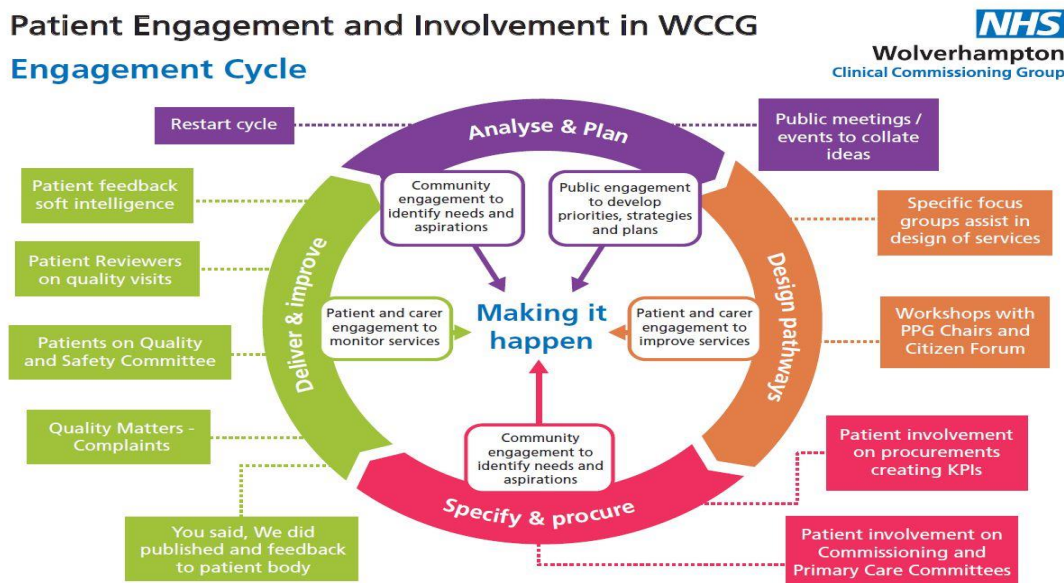 Patient Engagement and Involvement in WCCG
Engagement Cycle
NHS
Wolverhampton
Clinical Commissioning Group
Restart cycle
Analyse & Plan
Public meetings /
events to collate
ideas
Patient feedback
soft intelligence
Community
engagement to
identify needs and
aspirations
Public engagement
to develop
priorities, strategies
and plans
Specific focus
groups assist in
design of services
Patient Reviewers
on quality visits
Deliver & improve
Patient and carer
engagement to
monitor services
Making it
happen
Patient and carer
engagement to
improve services
Design pathways
Workshops with
PPG Chairs and
Citizen Forum
Patients on Quality
and Safety Committee
Quality Matters -
Complaints
Community
engagement to
identify needs and
aspirations
Patient involvement
on procurements
creating KPIs
Specify & procure
You said, We did
published and feedback
to patient body
Patient involvement on
Commissioning and
Primary Care Committees